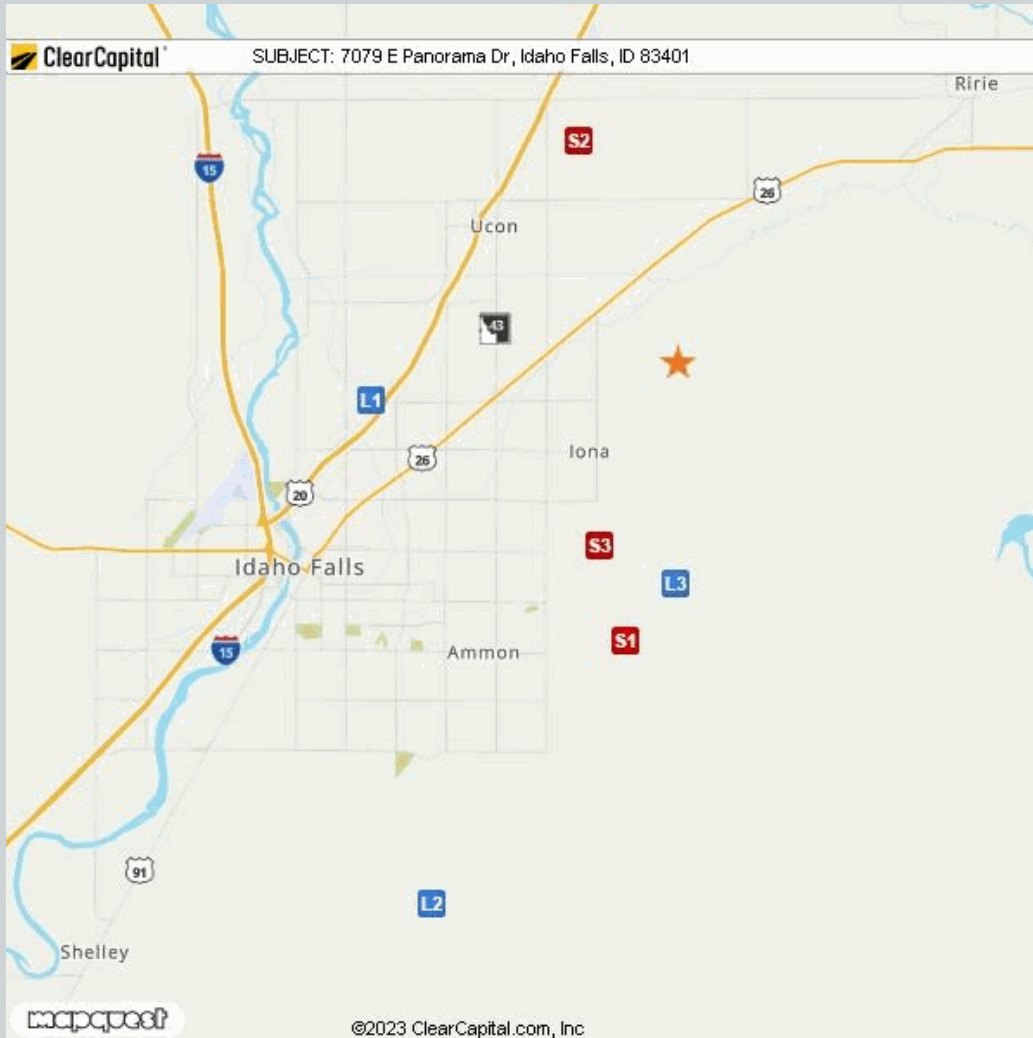 ClearCapital
SUBJECT: 7079 E Panorama Dr, Idaho Falls, ID 83401
Ririe
S2
15
26
Ucon
43
L1
Iona
26
20
S3
Idaho Falls
L3
S1
15
Ammon
91
L2
Shelley
mapquest
©2023 ClearCapital.com, Inc